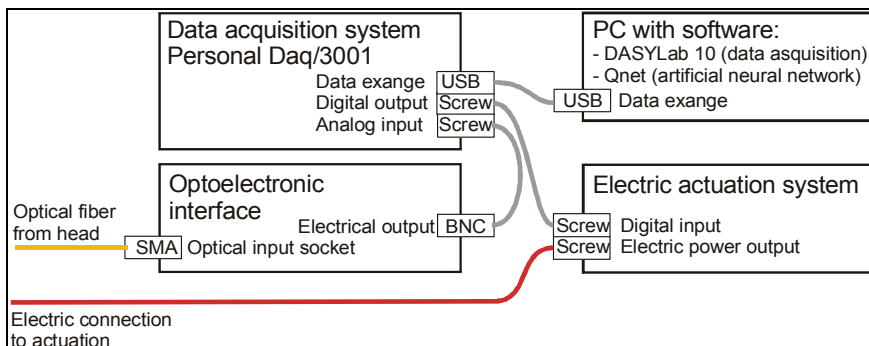 Data acquisition system
Personal Daq/3001
Data exange USB
Digital output Screw
Analog input Screw
PC with software:
- DASYLab 10 (data asquisition)
- Qnet (artificial neural network)
USB Data exange
Optoelectronic
interface
Electrical output BNC
Optical fiber
from head
SMA Optical input socket
Electric actuation system
Screw Digital input
Screw Electric power output
Electric connection
to actuation